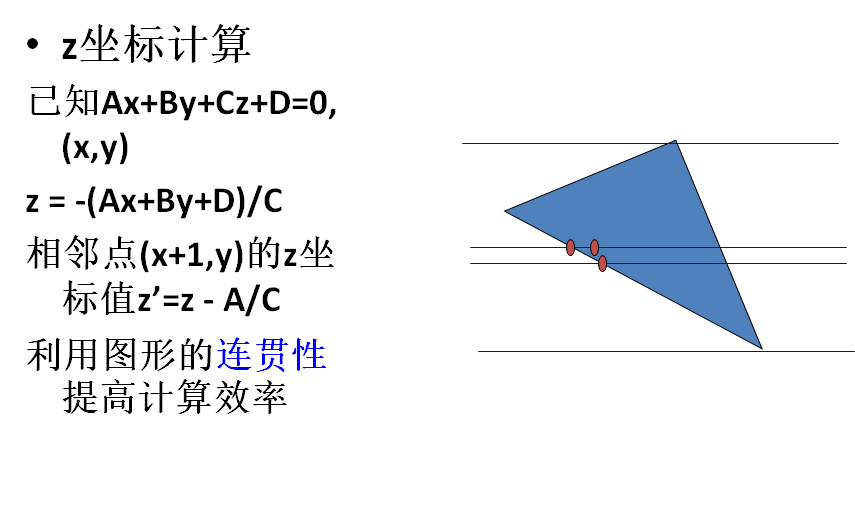 • z坐标计算
已知Ax+By+Cz+D=0,
(x,y)
z = -(Ax+By+D)/C
相邻点(x+1,y)的z坐
标值z’=z - A/C
利用图形的连贯性
提高计算效率